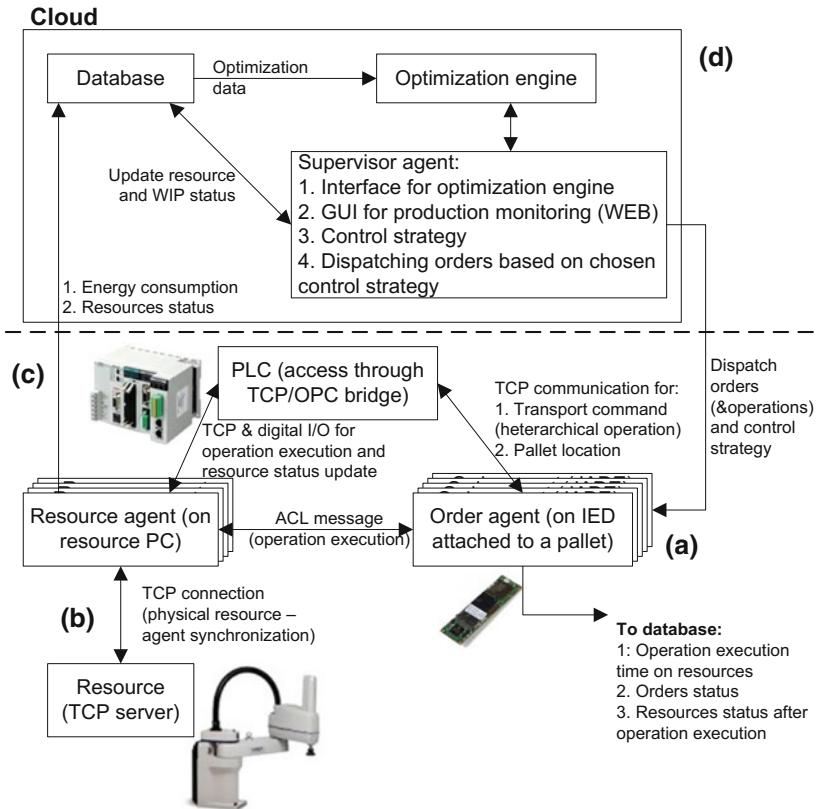 Cloud
Database
Optimization
data
Optimization engine
(d)
Update resource
and WIP status
Supervisor agent:
1. Interface for optimization engine
2. GUI for production monitoring (WEB)
3. Control strategy
4. Dispatching orders based on chosen
control strategy
1. Energy consumption
2. Resources status
(c)
PLC (access through
TCP/OPC bridge)
TCP communication for:
1. Transport command
(heterarchical operation)
2. Pallet location
Dispatch
orders
(&operations)
and control
strategy
TCP & digital I/O for
operation execution and
resource status update
Resource agent (on
resource PC)
ACL message
(operation execution)
Order agent (on IED
attached to a pallet)
(a)
TCP connection
(physical resource –
agent synchronization)
(b)
Resource
(TCP server)
To database:
1: Operation execution
time on resources
2. Orders status
3. Resources status after
operation execution